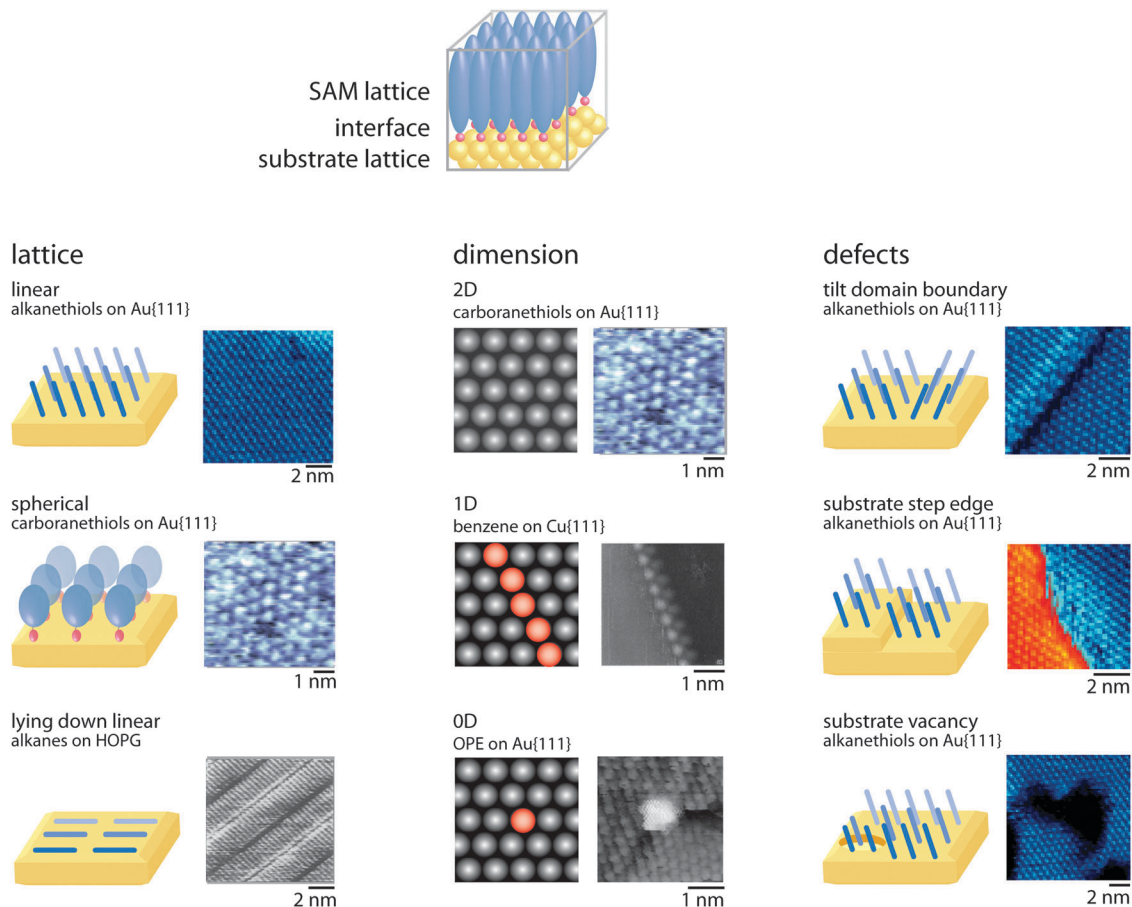 SAM lattice
interface
substrate lattice
lattice
linear
alkanethiols on Au{111}
2 nm
spherical
carboranethiols on Au{111}
1 nm
lying down linear
alkanes on HOPG
2 nm
dimension
2D
carboranethiols on Au{111}
1 nm
1D
benzene on Cu{111}
1 nm
0D
OPE on Au{111}
1 nm
defects
tilt domain boundary
alkanethiols on Au{111}
2 nm
substrate step edge
alkanethiols on Au{111}
2 nm
substrate vacancy
alkanethiols on Au{111}
2 nm